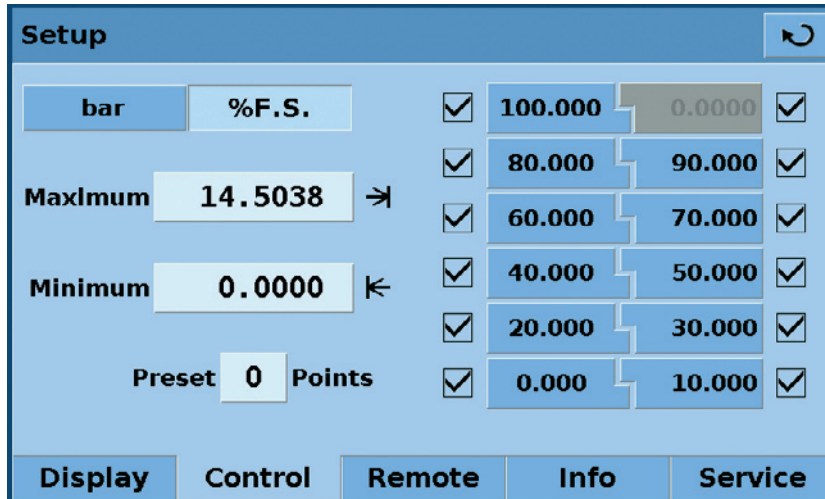 Setup
bar %F.S.
100.000 0.0000
80.000 90.000
MaxImum 14.5038
60.000 70.000
Minimum 0.0000
40.000 50.000
20.000 30.000
Preset 0 Points
0.000 10.000
Display Control Remote Info Service